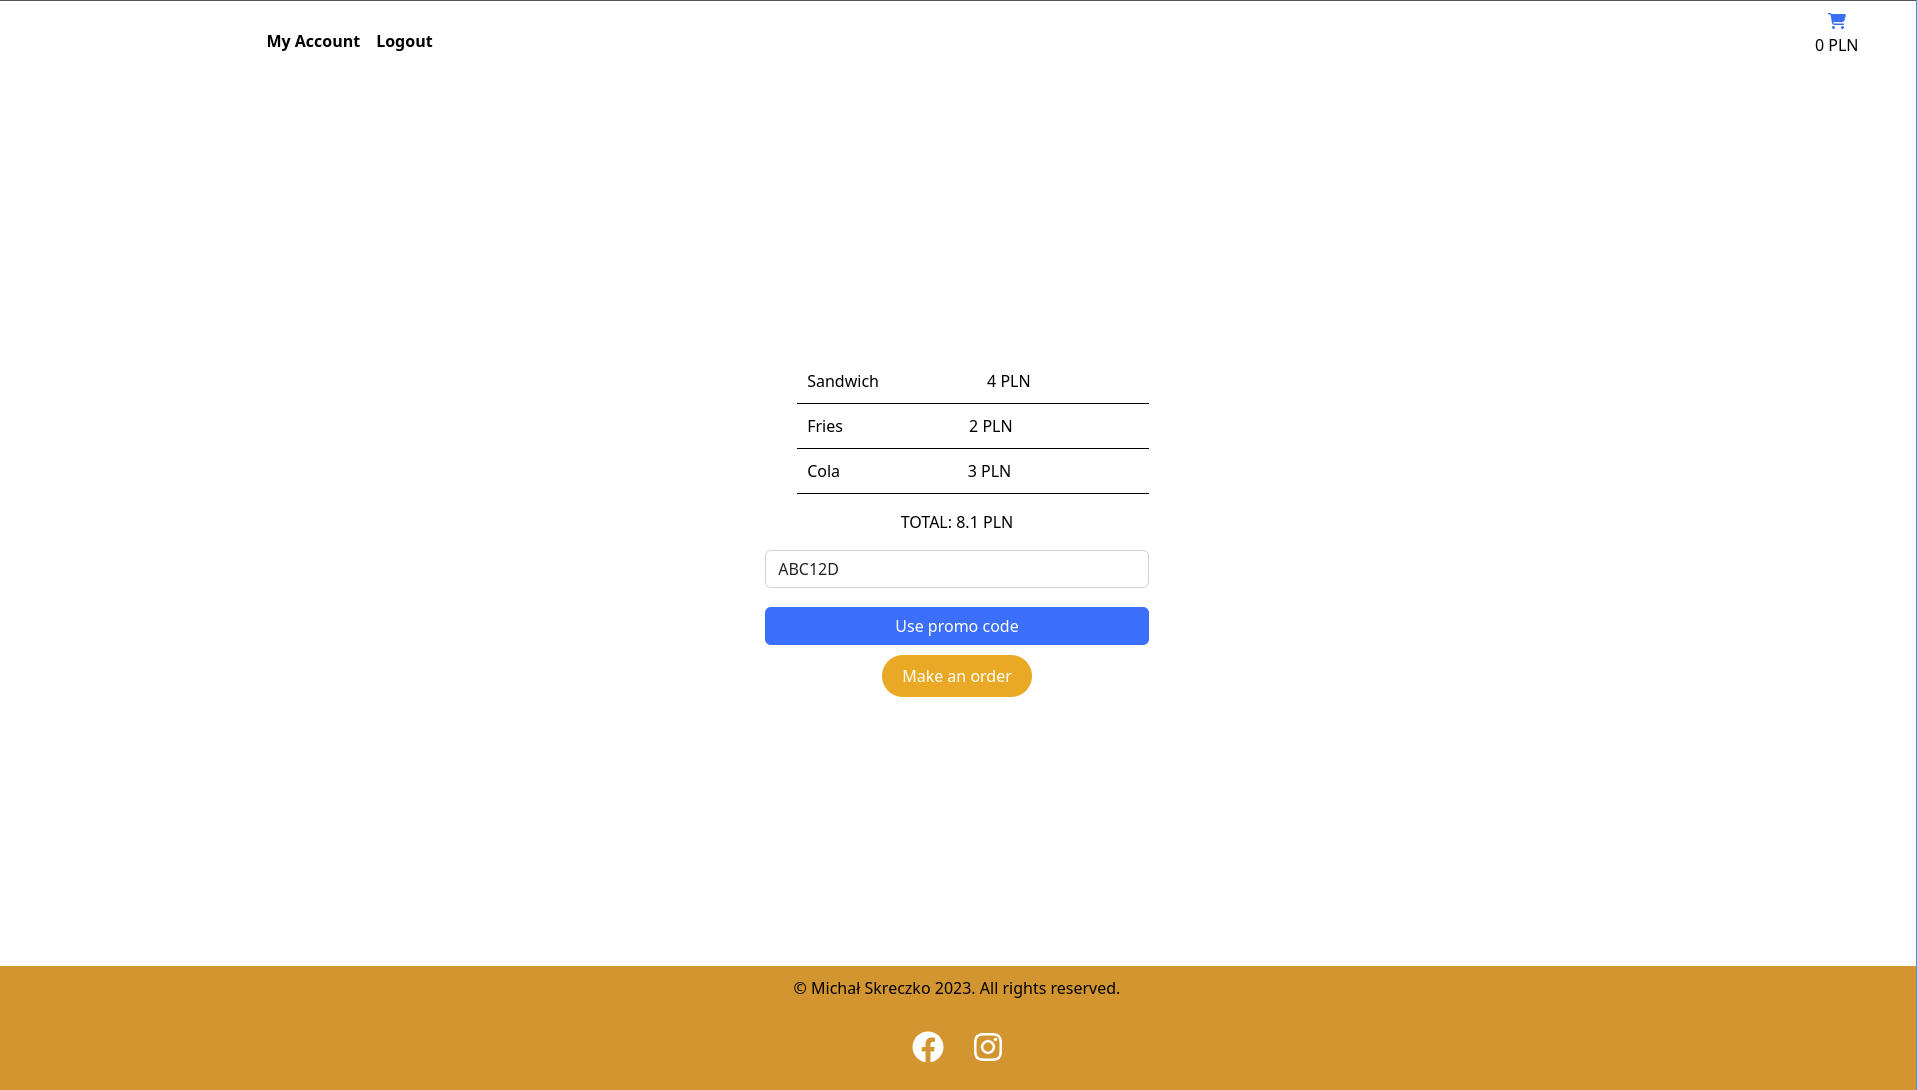 My Account Logout
0 PLN
Sandwich 4 PLN
Fries 2 PLN
Cola 3 PLN
TOTAL: 8.1 PLN
ABC12D
Use promo code
Make an order
© Michał Skreczko 2023. All rights reserved.